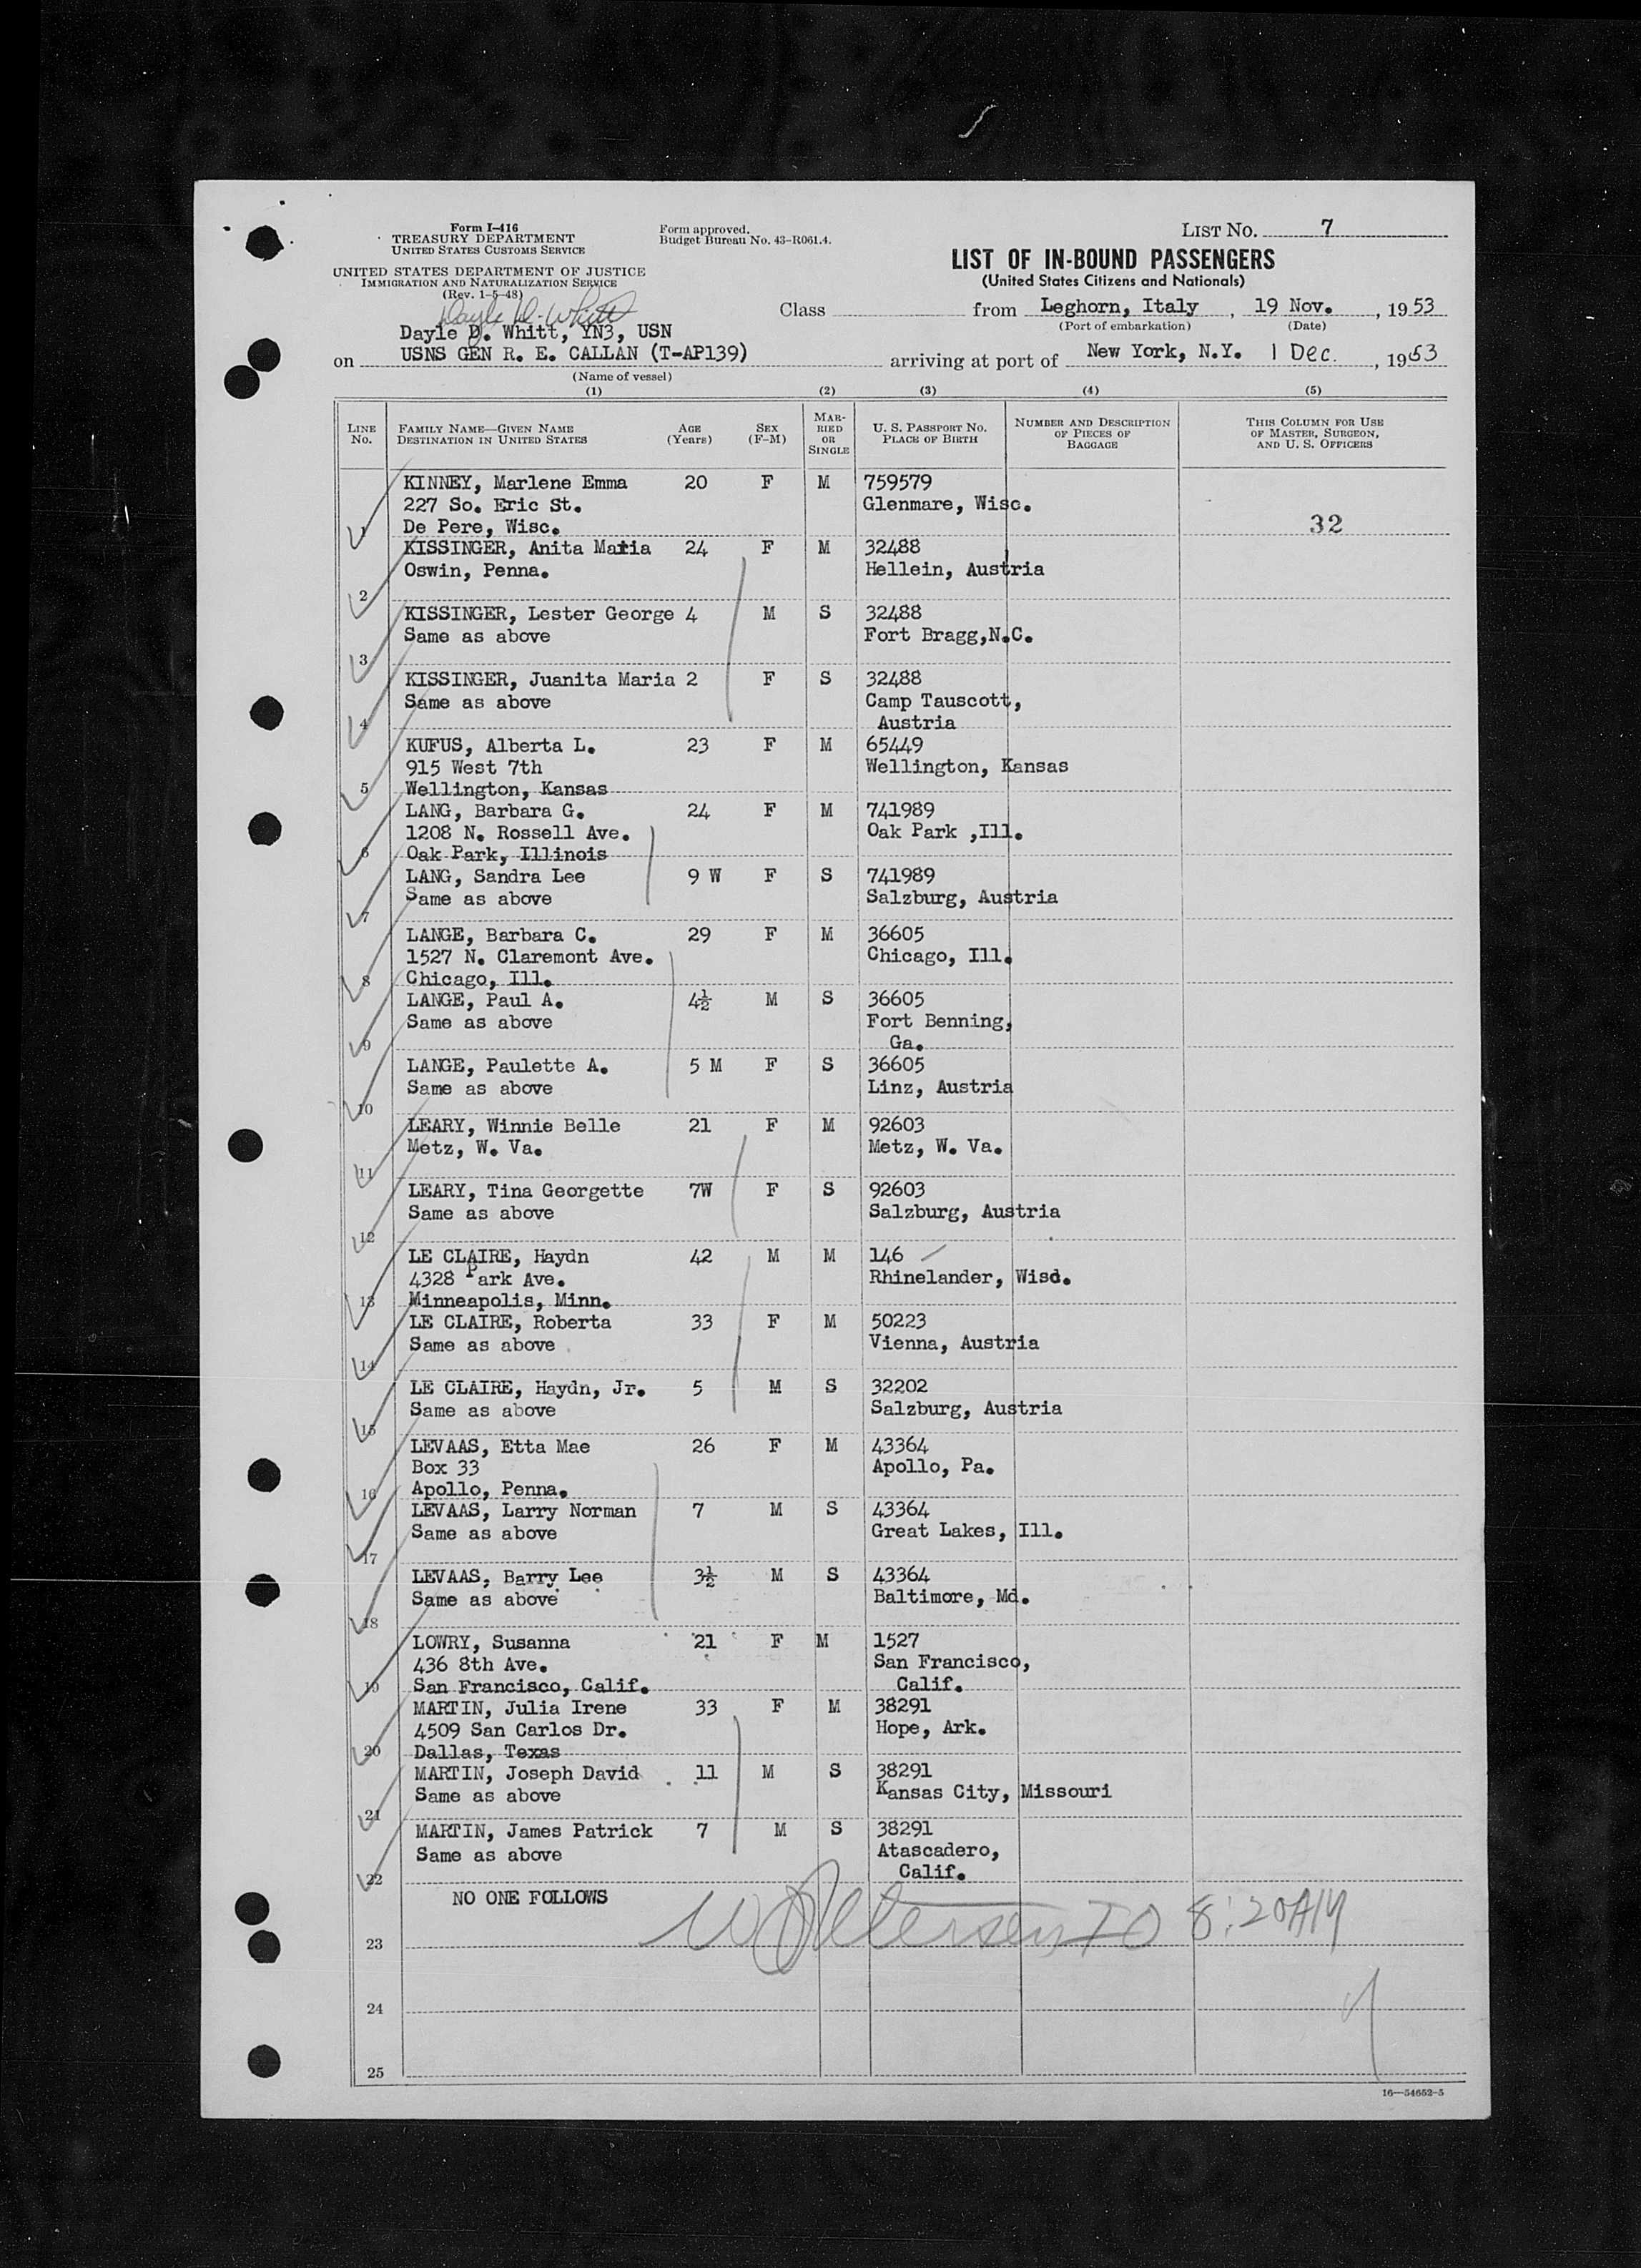 Form I-416
TREASURY DEPARTMENT
UNITED STATES CUSTOMS SERVICE
UNITED STATES DEPARTMENT OF JUSTICE
IMMIGRATION AND NATURALIZATION SERVICE
(Rev. 1-5-48)
Form approved.
Budget Bureau No. 43-R061.4.
LIST No. 7
LIST OF IN-BOUND PASSENGERS
(United States Citizens and Nationals)
Dayle D. Whitt
Dayle D. Whitt, YN3, USN
Class from Leghorn, Italy, 19 Nov., 1953
(Port of embarkation) (Date)
on USNS GEN R. E. CALLAN (T-AP139) arriving at port of New York, N.Y. 1 Dec., 1953
(Name of vessel)
(1) (2) (3) (4) (5)
LINE No. FAMILY NAME—GIVEN NAME DESTINATION IN UNITED STATES AGE (Years) SEX (F-M) MARRIED OR SINGLE U. S. PASSPORT No. PLACE OF BIRTH NUMBER AND DESCRIPTION OF PIECES OF BAGGAGE THIS COLUMN FOR USE OF MASTER, SURGEON, AND U. S. OFFICERS
KINNEY, Marlene Emma 20 F M 759579
227 So. Eric St. Glenmare, Wisc.
1 De Pere, Wisc. 32
KISSINGER, Anita Maria 24 F M 32488
Oswin, Penna. Hellein, Austria
2
KISSINGER, Lester George 4 M S 32488
Same as above Fort Bragg,N.C.
3
KISSINGER, Juanita Maria 2 F S 32488
Same as above Camp Tauscott,
4 Austria
KUFUS, Alberta L. 23 F M 65449
915 West 7th Wellington, Kansas
5 Wellington, Kansas
LANG, Barbara G. 24 F M 741989
1208 N. Rossell Ave. Oak Park ,Ill.
6 Oak Park, Illinois
LANG, Sandra Lee 9 W F S 741989
Same as above Salzburg, Austria
7
LANGE, Barbara C. 29 F M 36605
1527 N. Claremont Ave. Chicago, Ill.
8 Chicago, Ill.
LANGE, Paul A. 4½ M S 36605
Same as above Fort Benning,
9 Ga.
LANGE, Paulette A. 5 M F S 36605
Same as above Linz, Austria
10
LEARY, Winnie Belle 21 F M 92603
Metz, W. Va. Metz, W. Va.
11
LEARY, Tina Georgette 7W F S 92603
Same as above Salzburg, Austria
12
LE CLAIRE, Haydn 42 M M 146
4328 Park Ave. Rhinelander, Wisc.
13 Minneapolis, Minn.
LE CLAIRE, Roberta 33 F M 50223
Same as above Vienna, Austria
14
LE CLAIRE, Haydn, Jr. 5 M S 32202
Same as above Salzburg, Austria
15
LEVAAS, Etta Mae 26 F M 43364
Box 33 Apollo, Pa.
16 Apollo, Penna.
LEVAAS, Larry Norman 7 M S 43364
Same as above Great Lakes, Ill.
17
LEVAAS, Barry Lee 3½ M S 43364
Same as above Baltimore, Md.
18
LOWRY, Susanna 21 F M 1527
436 8th Ave. San Francisco,
19 San Francisco, Calif. Calif.
MARTIN, Julia Irene 33 F M 38291
4509 San Carlos Dr. Hope, Ark.
20 Dallas, Texas
MARTIN, Joseph David 11 M S 38291
Same as above Kansas City, Missouri
21
MARTIN, James Patrick 7 M S 38291
Same as above Atascadero,
22 Calif.
NO ONE FOLLOWS
8:20AM
23
24
25
16—54652-5